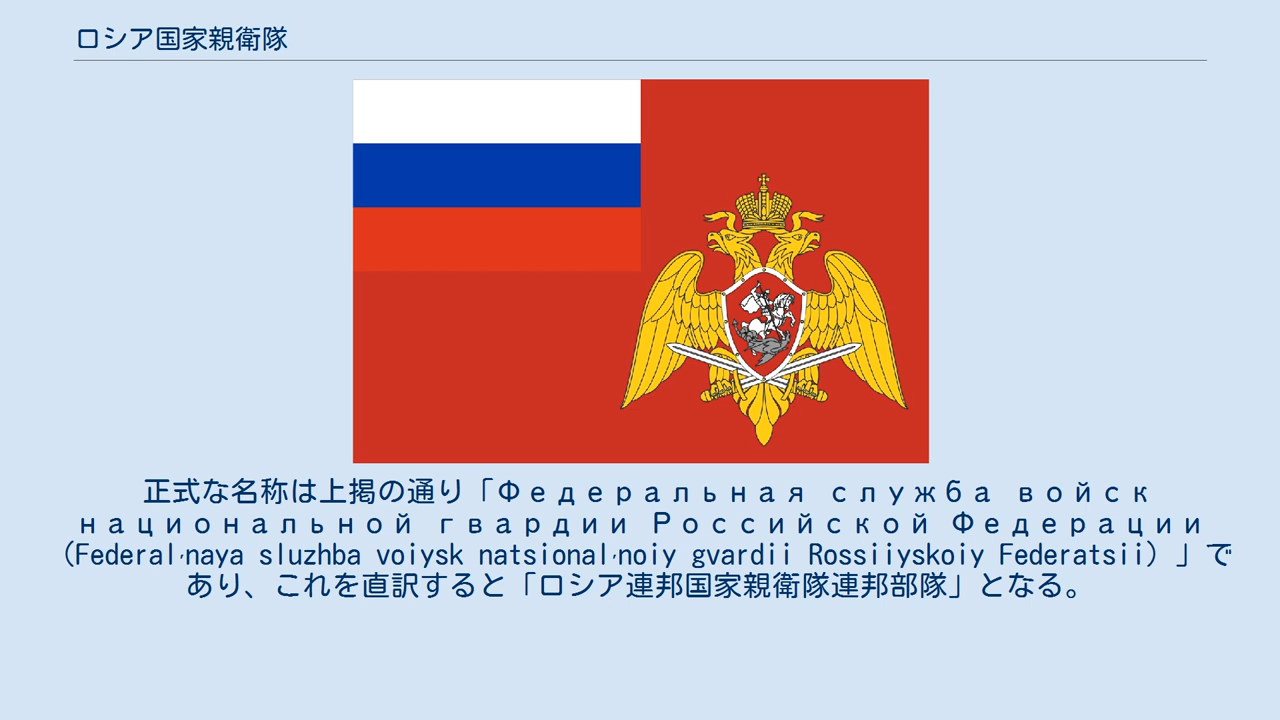 ロシア国家親衛隊
正式な名称は上掲の通り「Федеральная служба войск
национальной гвардии Российской Федерации
(Federal'naya sluzhba voiysk natsional'noiy gvardii Rossiiyskoiy Federatsii) 」で
あり、これを直訳すると「ロシア連邦国家親衛隊連邦部隊」となる。